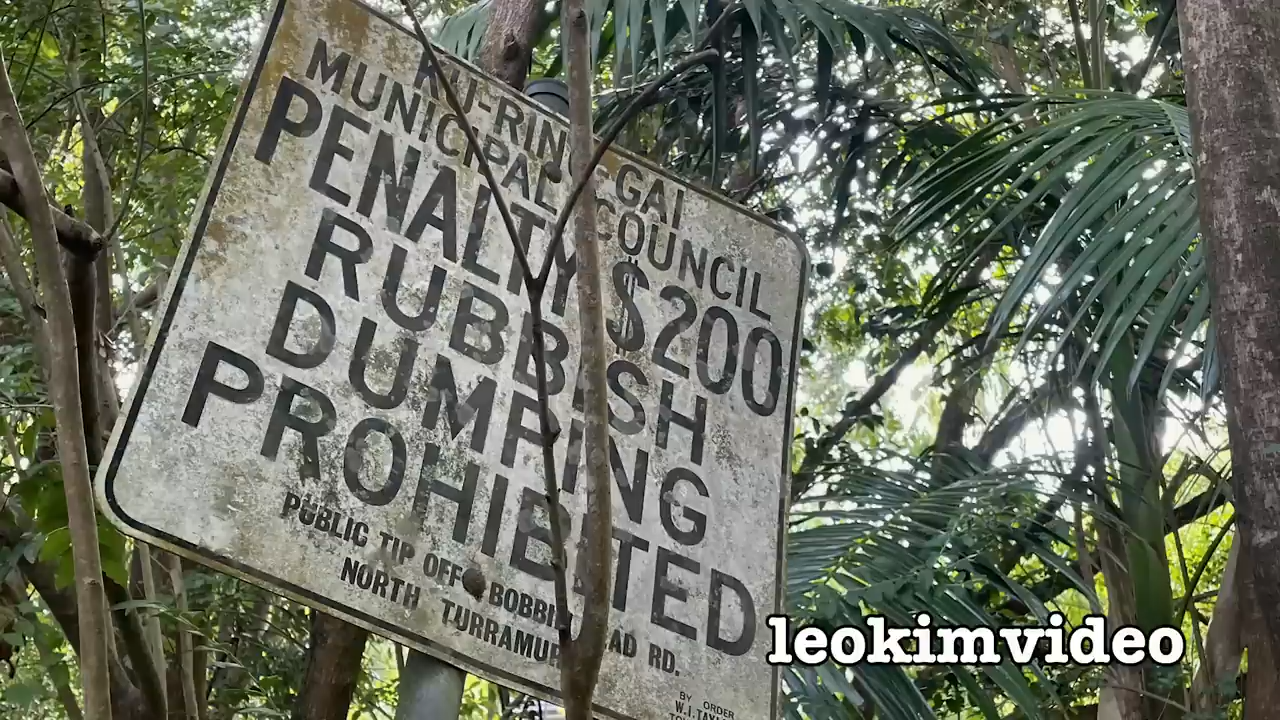 KU-RING-GAI
MUNICIPAL COUNCIL
PENALTY $200
RUBBISH
DUMPING
PROHIBITED
PUBLIC TIP OFF BOBBIN HEAD RD.
NORTH TURRAMURRA
BY ORDER
W.I.TAYLOR
leokimvideo